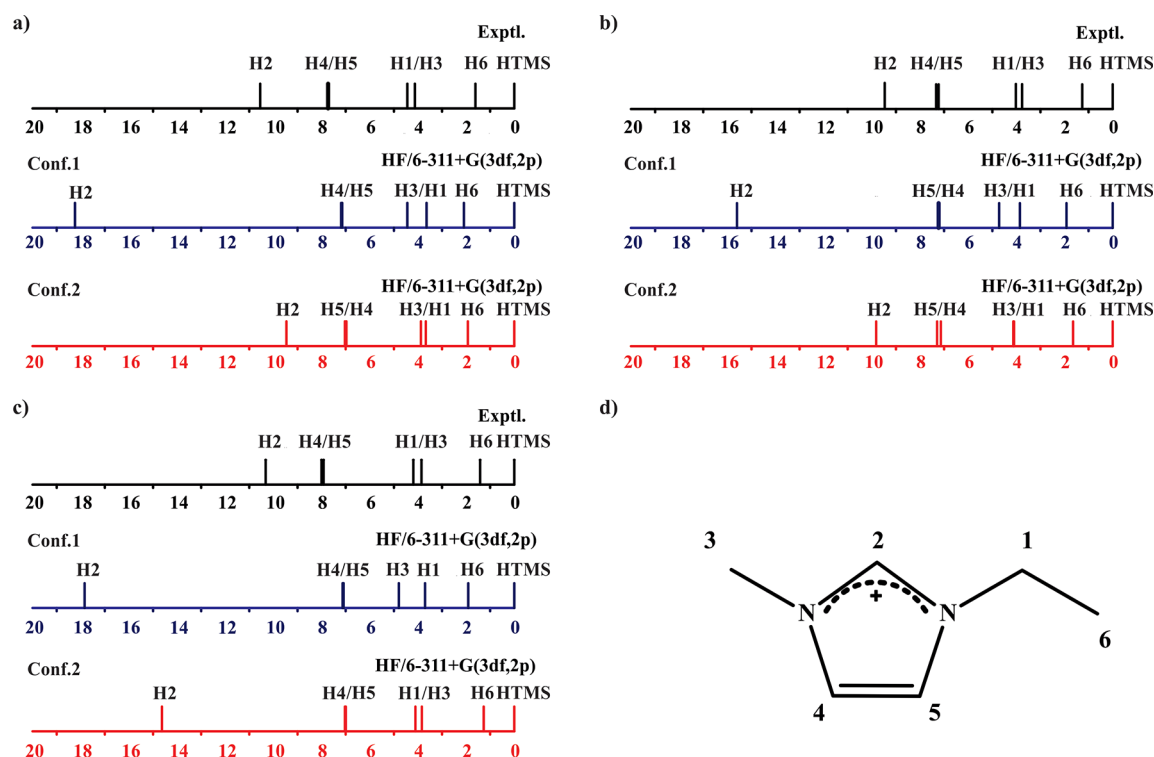 a)
Exptl.
H2 H4/H5 H1/H3 H6 HTMS
20 18 16 14 12 10 8 6 4 2 0
Conf.1 HF/6-311+G(3df,2p)
H2 H4/H5 H3/H1 H6 HTMS
20 18 16 14 12 10 8 6 4 2 0
Conf.2 HF/6-311+G(3df,2p)
H2 H5/H4 H3/H1 H6 HTMS
20 18 16 14 12 10 8 6 4 2 0
b)
Exptl.
H2 H4/H5 H1/H3 H6 HTMS
20 18 16 14 12 10 8 6 4 2 0
Conf.1 HF/6-311+G(3df,2p)
H2 H5/H4 H3/H1 H6 HTMS
20 18 16 14 12 10 8 6 4 2 0
Conf.2 HF/6-311+G(3df,2p)
H2 H5/H4 H3/H1 H6 HTMS
20 18 16 14 12 10 8 6 4 2 0
c)
Exptl.
H2 H4/H5 H1/H3 H6 HTMS
20 18 16 14 12 10 8 6 4 2 0
Conf.1 HF/6-311+G(3df,2p)
H2 H4/H5 H3 H1 H6 HTMS
20 18 16 14 12 10 8 6 4 2 0
Conf.2 HF/6-311+G(3df,2p)
H2 H4/H5 H1/H3 H6 HTMS
20 18 16 14 12 10 8 6 4 2 0
d)
3 2 1
+
N N
6
4 5